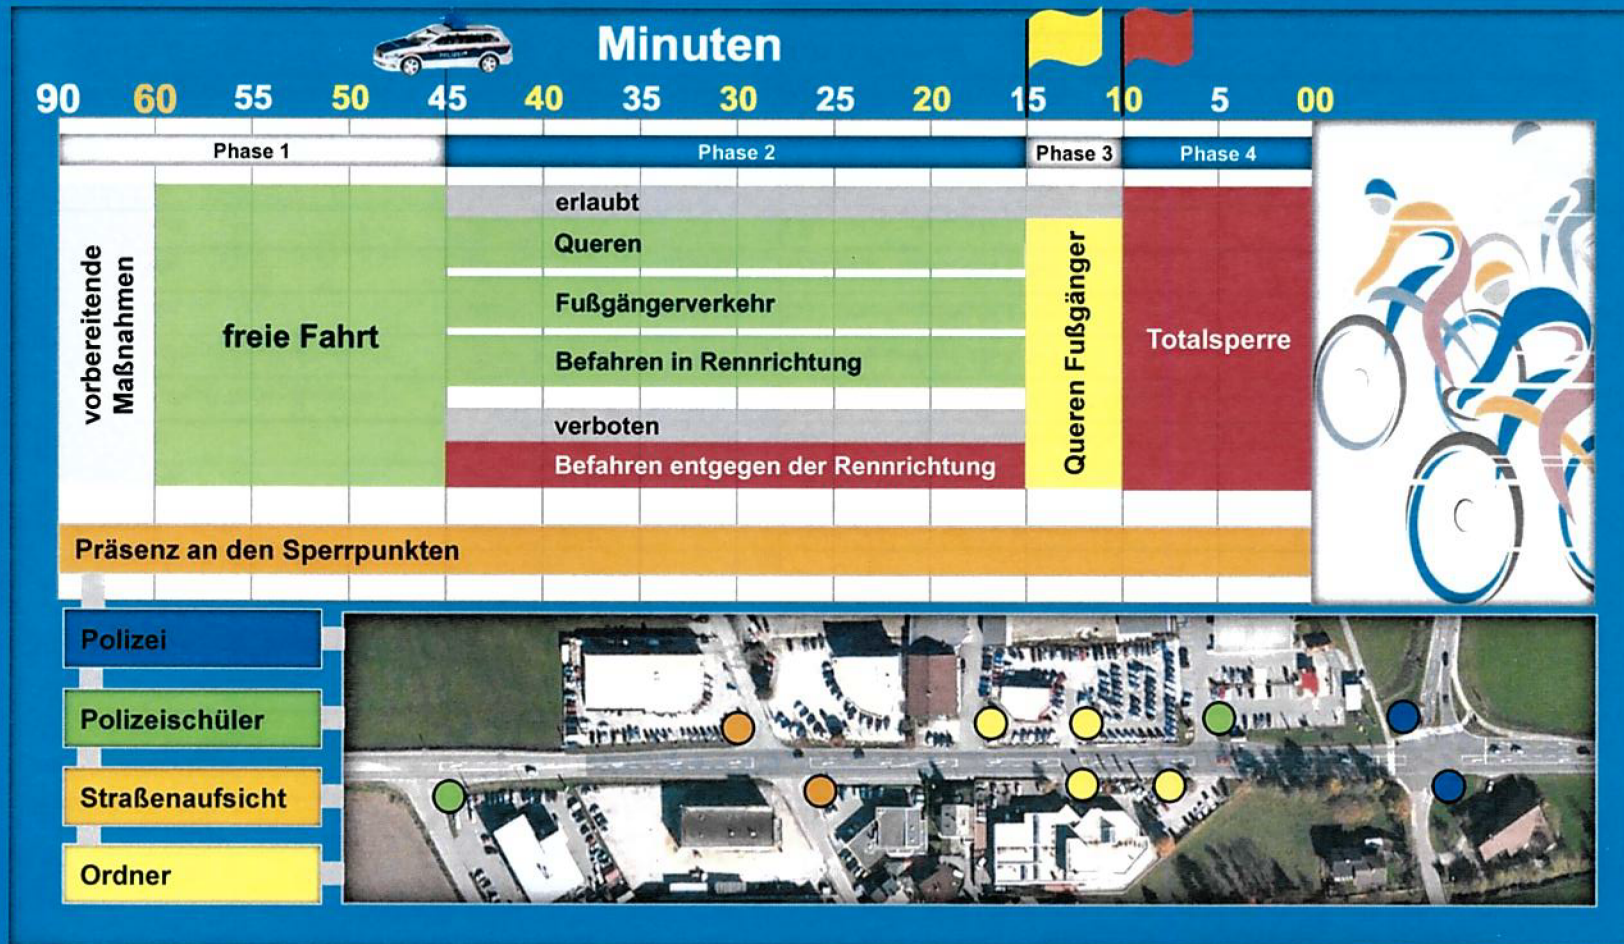 Minuten
90 60 55 50 45 40 35 30 25 20 15 10 5 00
Phase 1 Phase 2 Phase 3 Phase 4
vorbereitende
Maßnahmen
freie Fahrt
erlaubt
Queren
Fußgängerverkehr
Befahren in Rennrichtung
verboten
Befahren entgegen der Rennrichtung
Queren Fußgänger
Totalsperre
Präsenz an den Sperrpunkten
Polizei
Polizeischüler
Straßenaufsicht
Ordner